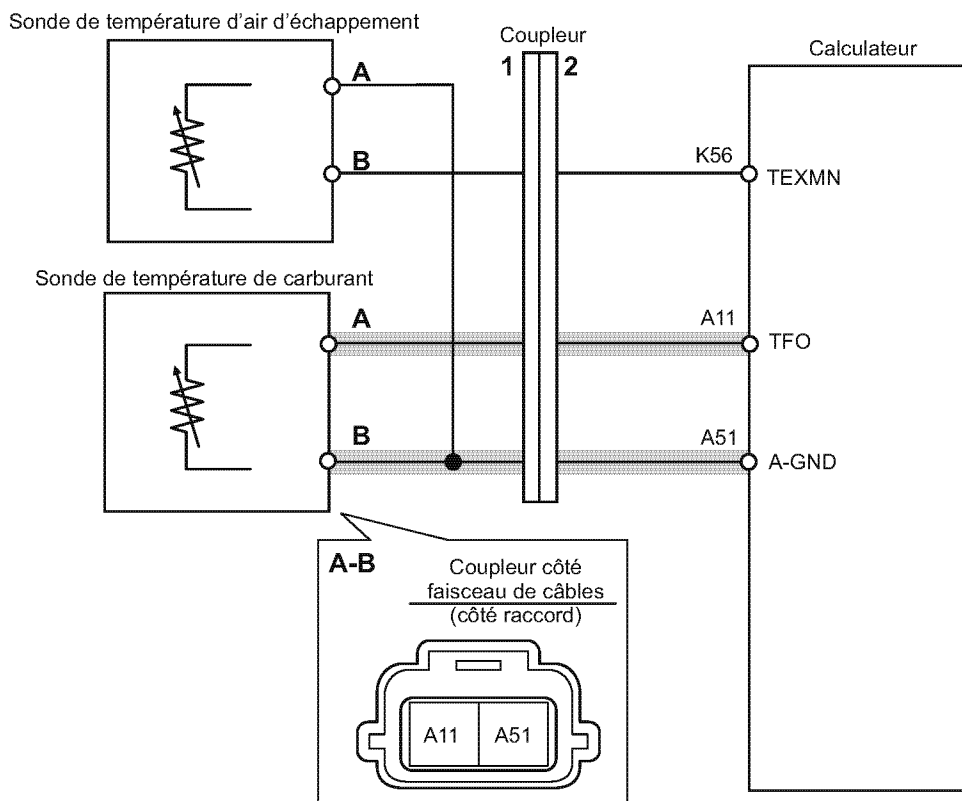 Sonde de température d'air d'échappement
Coupleur
Calculateur
1 2
A
B
K56
TEXMN
Sonde de température de carburant
A
A11
TFO
B
A51
A-GND
A-B
Coupleur côté
faisceau de câbles
(côté raccord)
A11 A51